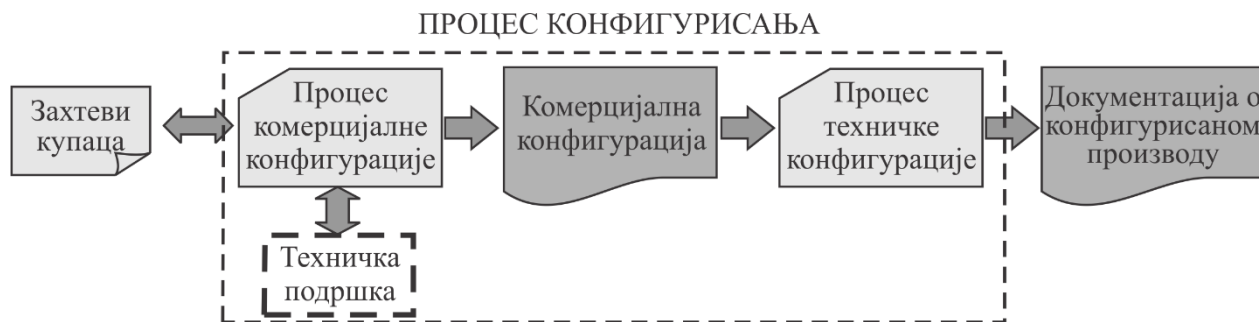 ПРОЦЕС КОНФИГУРИСАЊА
Захтеви
купаца
Процес
комерцијалне
конфигурације
Техничка
подршка
Комерцијална
конфигурација
Процес
техничке
конфигурације
Документација о
конфигурисаном
производу